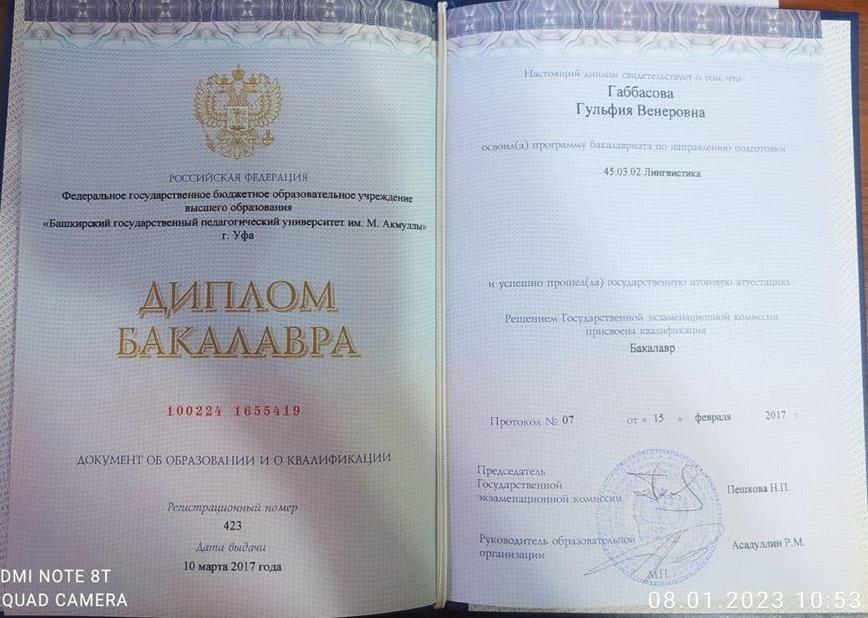 РОССИЙСКАЯ ФЕДЕРАЦИЯ
Федеральное государственное бюджетное образовательное учреждение
высшего образования
«Башкирский государственный педагогический университет им. М. Акмуллы»
г. Уфа
ДИПЛОМ
БАКАЛАВРА
100224 1655419
ДОКУМЕНТ ОБ ОБРАЗОВАНИИ И О КВАЛИФИКАЦИИ
Регистрационный номер
423
Дата выдачи
10 марта 2017 года
DMI NOTE 8T
QUAD CAMERA
Настоящий диплом свидетельствует о том, что
Габбасова
Гульфия Венеровна
освоил(а) программу бакалавриата по направлению подготовки
45.03.02 Лингвистика
и успешно прошел(ла) государственную итоговую аттестацию
Решением Государственной экзаменационной комиссии
присвоена квалификация
Бакалавр
Протокол № 07 от « 15 » февраля 2017 г.
Председатель
Государственной
экзаменационной комиссии Пешкова Н.П.
Руководитель образовательной
организации Асадуллин Р.М.
М.П.
08.01.2023 10:53